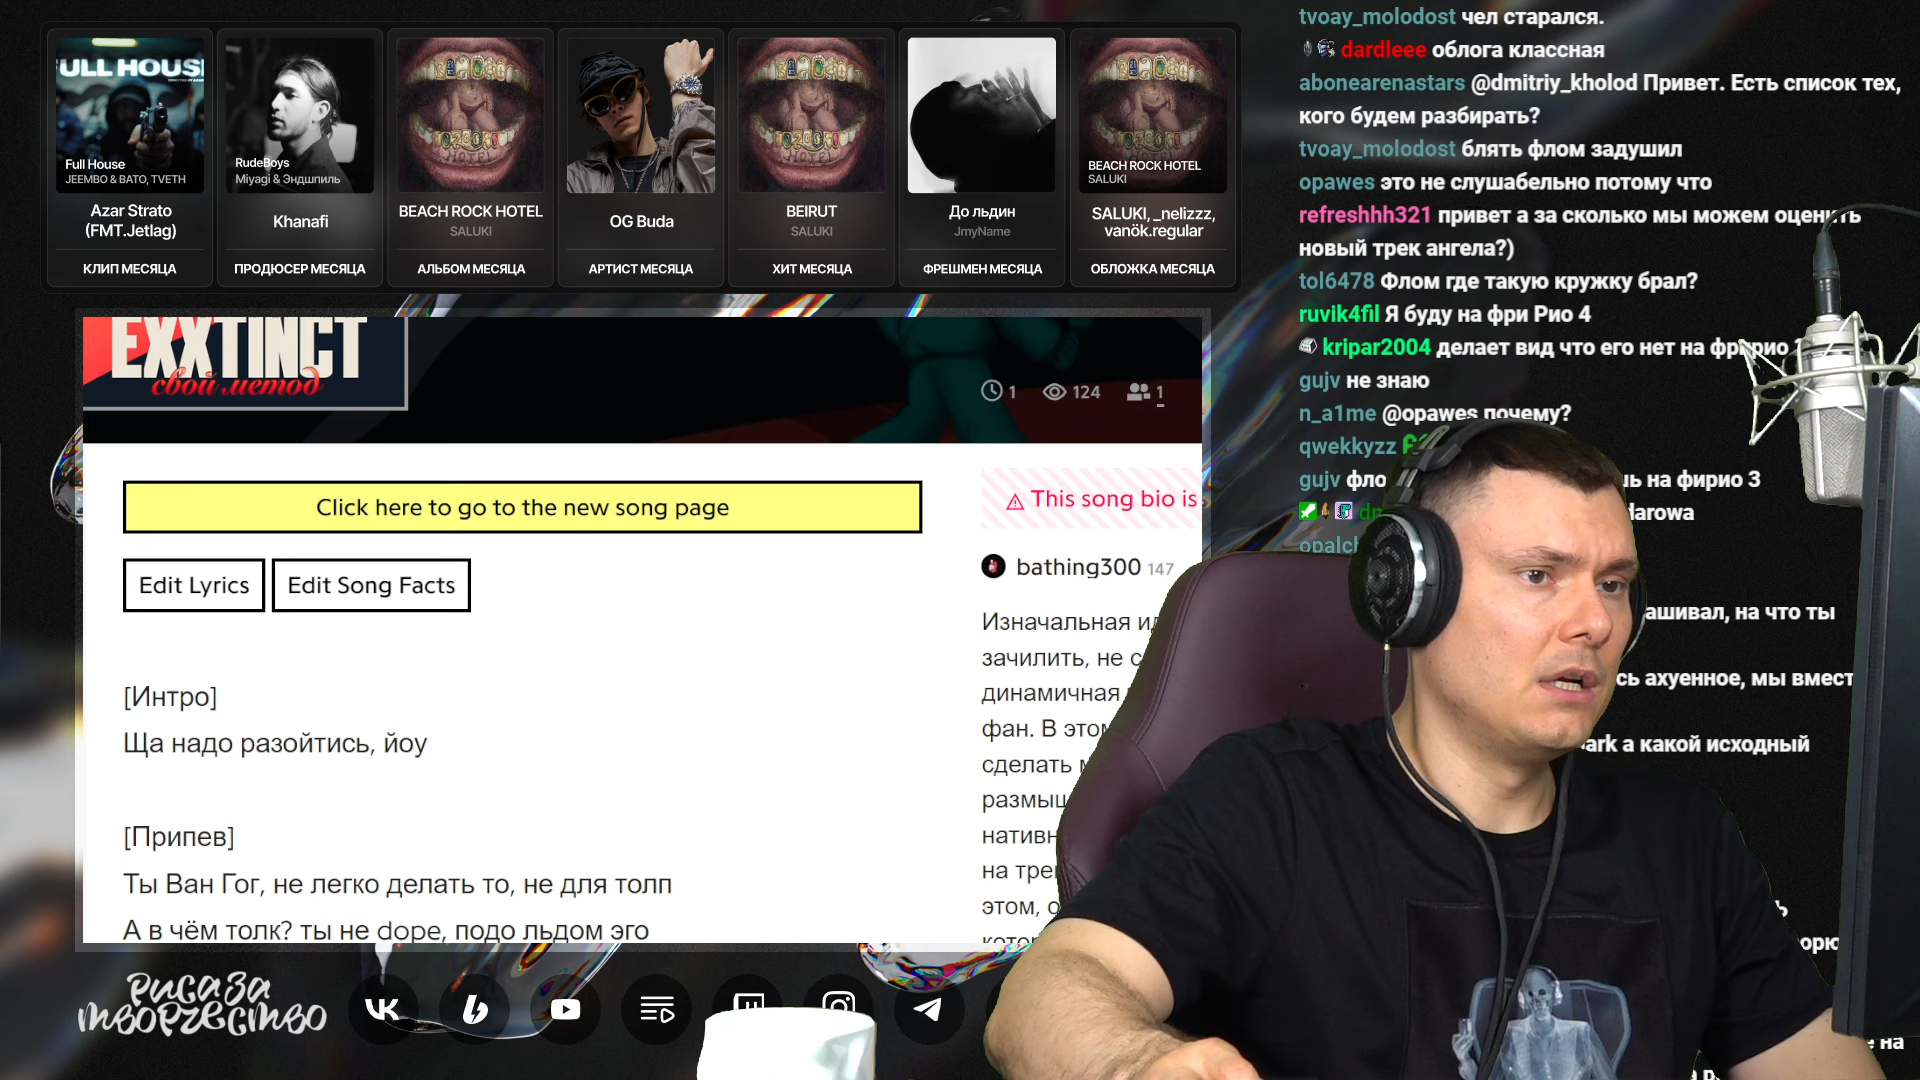 ULL HOUS
Full House
JEEMBO & BATO, TVETH
Azar Strato
(FMT.Jetlag)
КЛИП МЕСЯЦА
RudeBoys
Miyagi & Эндшпиль
Khanafi
ПРОДЮСЕР МЕСЯЦА
BEACH ROCK HOTEL
SALUKI
АЛЬБОМ МЕСЯЦА
OG Buda
АРТИСТ МЕСЯЦА
BEIRUT
SALUKI
ХИТ МЕСЯЦА
До льдин
JmyName
ФРЕШМЕН МЕСЯЦА
BEACH ROCK HOTEL
SALUKI
SALUKI, _nelizzz,
vanök.regular
ОБЛОЖКА МЕСЯЦА
EXXTINCT
свой метод
1 124 1
Click here to go to the new song page
Edit Lyrics Edit Song Facts
[Интро]
Ща надо разойтись, йоу
[Припев]
Ты Ван Гог, не легко делать то, не для толп
А в чём толк? ты не dope, подо льдом эго
This song bio is
bathing300 147
Изначальная
зачилить, не
динамичная
фан. В
сделать
на
этом,
tvoay_molodost чел старался.
dardleee облога классная
abonearenastars @dmitriy_kholod Привет. Есть список тех,
кого будем разбирать?
tvoay_molodost блять флом задушил
opawes это не слушабельно потому что
refreshhh321 привет а за сколько мы можем оценить
новый трек ангела?)
tol6478 Флом где такую кружку брал?
ruvik4fil Я буду на фри Рио 4
kripar2004 делает вид что его нет на
gujv не знаю
n_a1me @opawes почему?
qwekkyzz
gujv на фирио 3
darowa
ашивал, на что ты
сь ахуенное, мы вмест
ark а какой исходный
на
риса за
творчество
VK